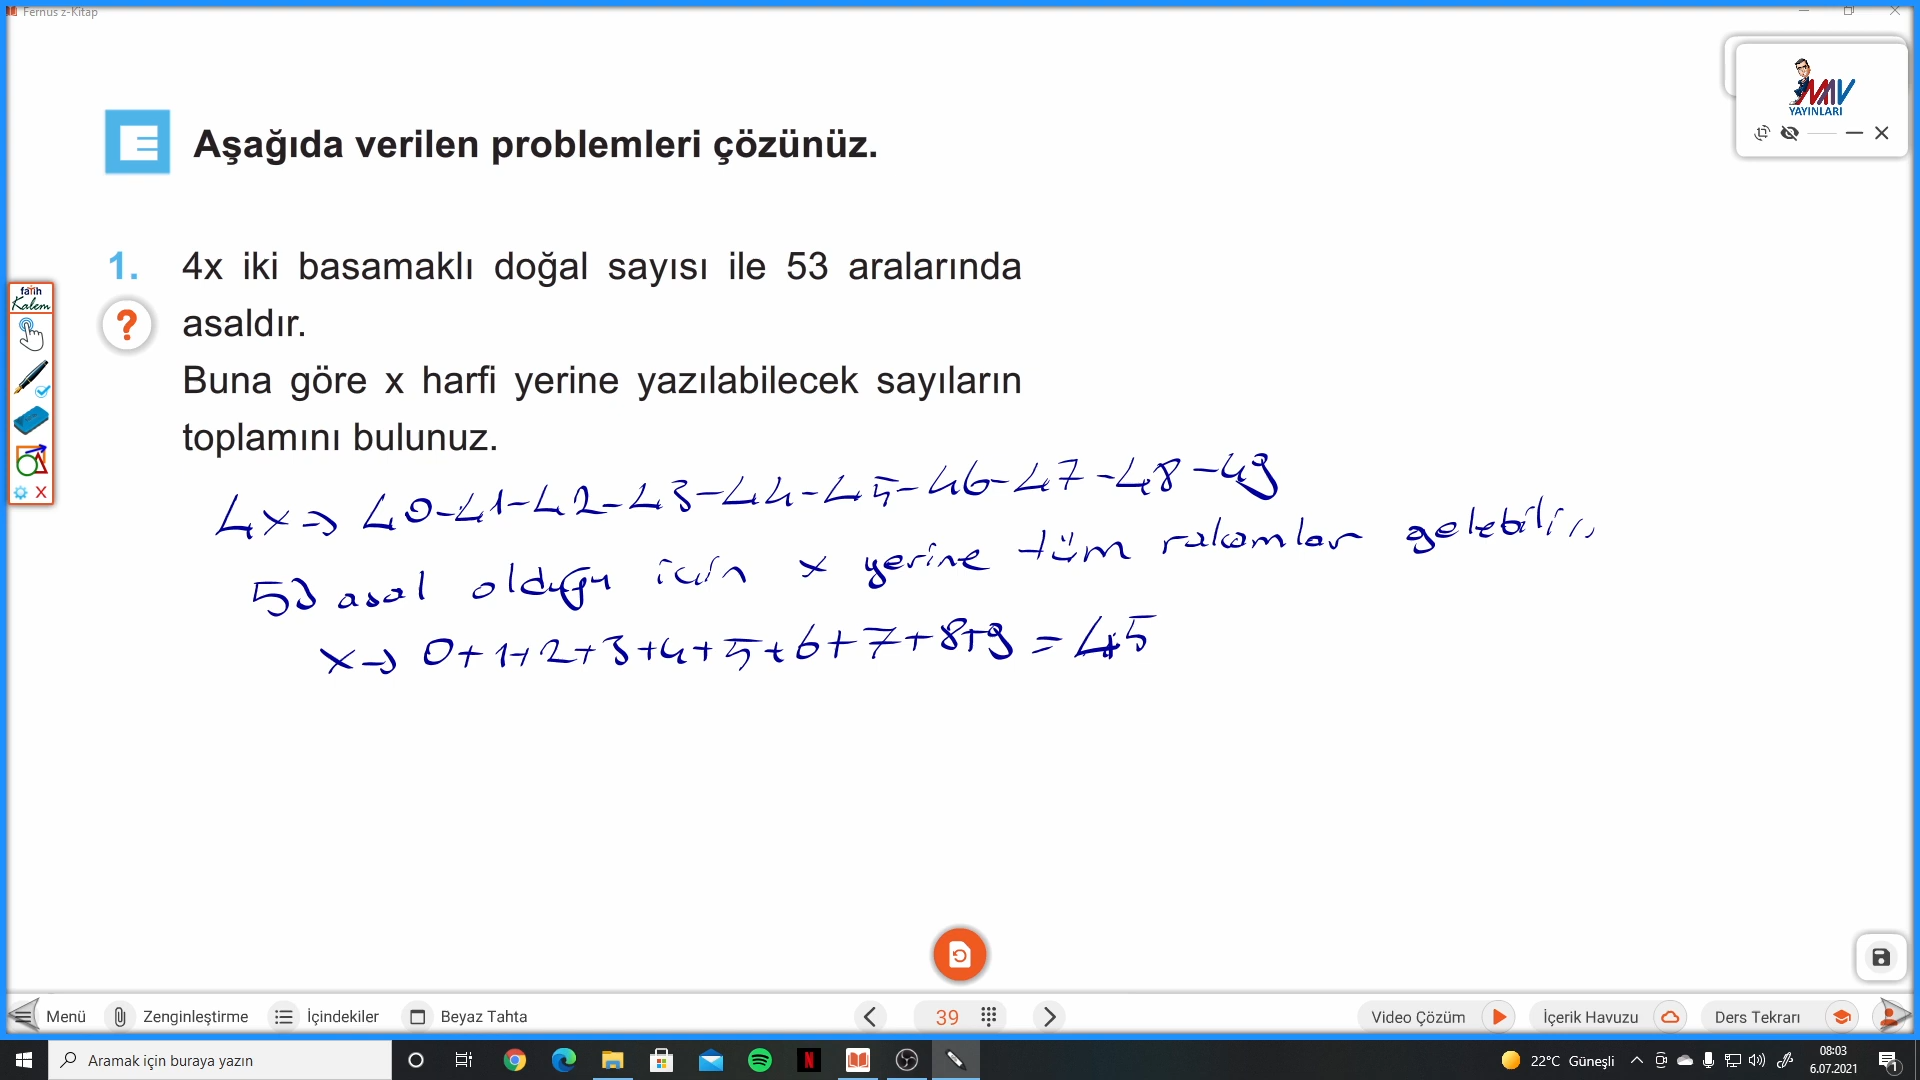 Fernus z-Kitap
MAV
YAYINLARI
E Aşağıda verilen problemleri çözünüz.
1. 4x iki basamaklı doğal sayısı ile 53 aralarında
asaldır.
Buna göre x harfi yerine yazılabilecek sayıların
toplamını bulunuz.
fatih
Kalem
4x ⇒ 40-41-42-43-44-45-46-47-48-49
53 asal olduğu için x yerine tüm rakamlar gelebilir
x → 0+1+2+3+4+5+6+7+8+9 = 45
Menü Zenginleştirme İçindekiler Beyaz Tahta 39 Video Çözüm İçerik Havuzu Ders Tekrarı
Aramak için buraya yazın 22°C Güneşli 08:03
6.07.2021 1